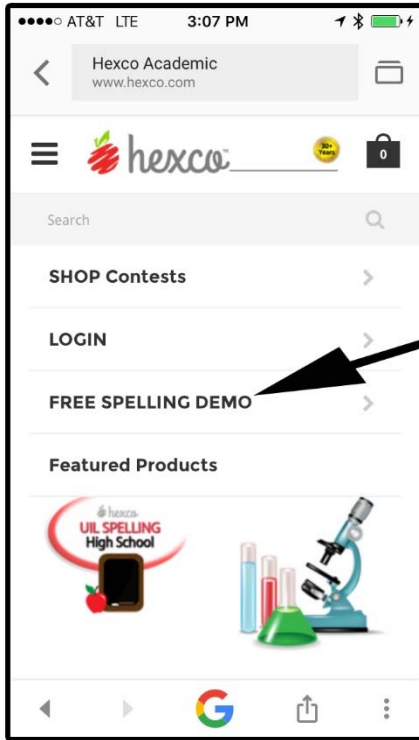 AT&T LTE 3:07 PM
Hexco Academic
www.hexco.com
hexco™
30+
Years
0
Search
SHOP Contests
LOGIN
FREE SPELLING DEMO
Featured Products
hexco
UIL SPELLING
High School
G